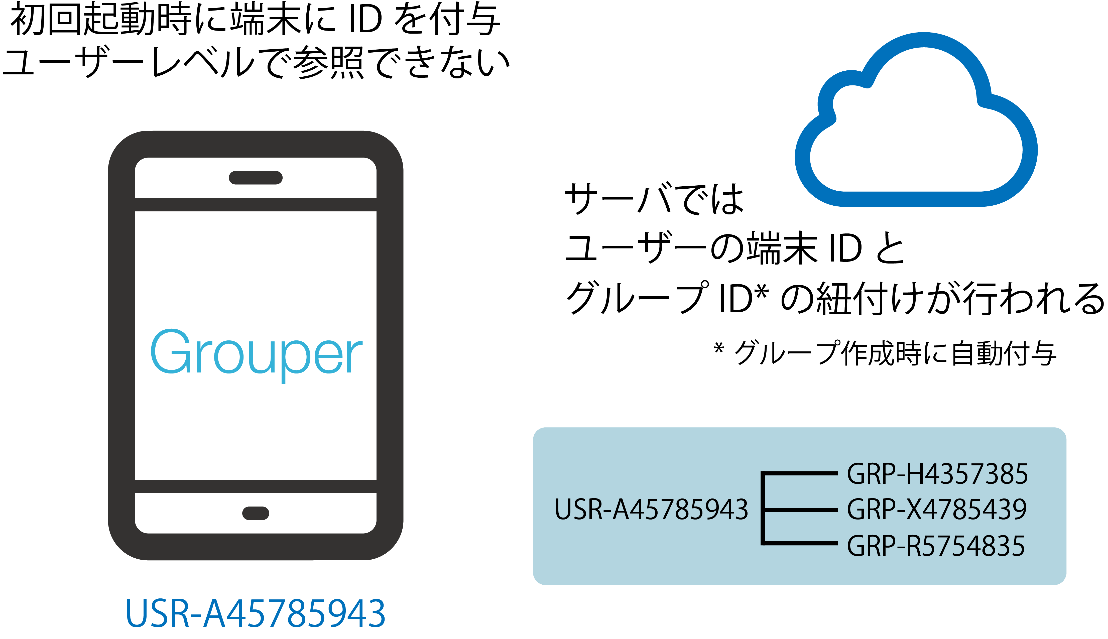 初回起動時に端末に ID を付与
ユーザーレベルで参照できない
Grouper
USR-A45785943
サーバでは
ユーザーの端末 ID と
グループ ID* の紐付けが行われる
* グループ作成時に自動付与
USR-A45785943
GRP-H4357385
GRP-X4785439
GRP-R5754835